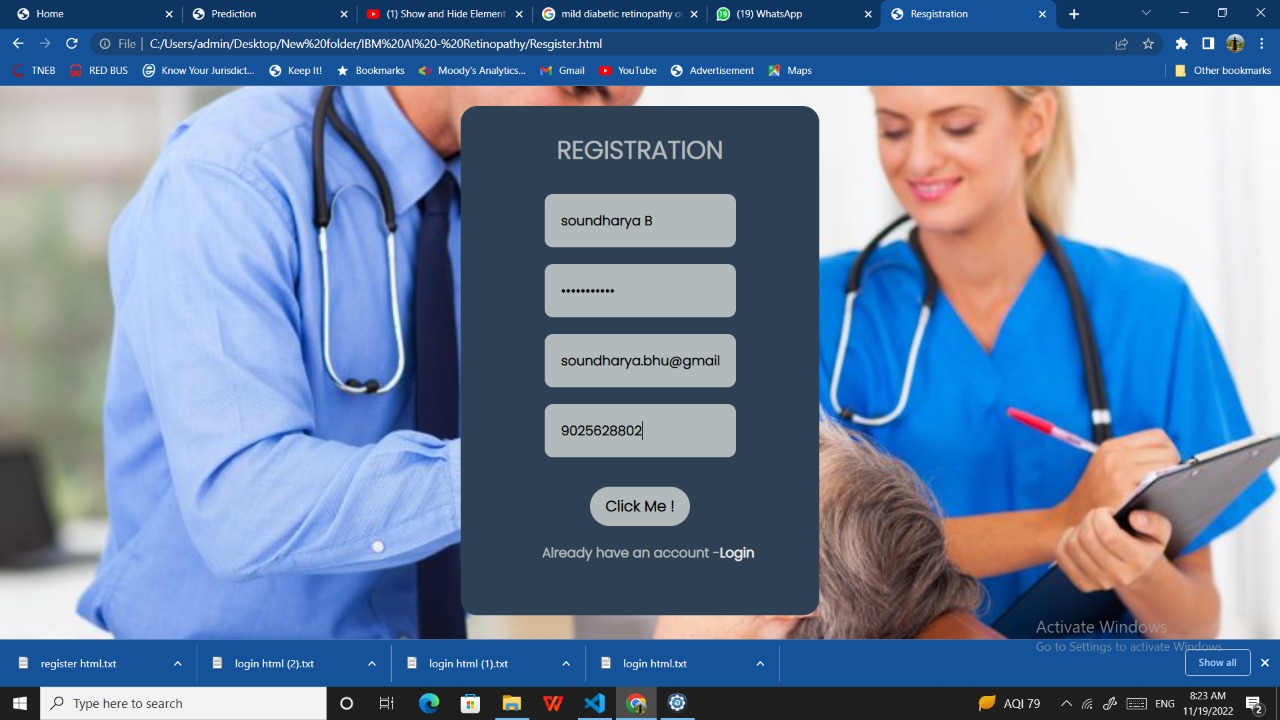 Home
Prediction
(1) Show and Hide Element
mild diabetic retinopathy o
(19) WhatsApp
Resgistration
File | C:/Users/admin/Desktop/New%20folder/IBM%20AI%20-%20Retinopathy/Resgister.html
TNEB
RED BUS
Know Your Jurisdict...
Keep It!
Bookmarks
Moody's Analytics...
Gmail
YouTube
Advertisement
Maps
Other bookmarks
REGISTRATION
soundharya B
•••••••••••
soundharya.bhu@gmail
9025628802
Click Me !
Already have an account -Login
Activate Windows
Go to Settings to activate Windows.
register html.txt
login html (2).txt
login html (1).txt
login html.txt
Show all
Type here to search
AQI 79
ENG
8:23 AM
11/19/2022
2